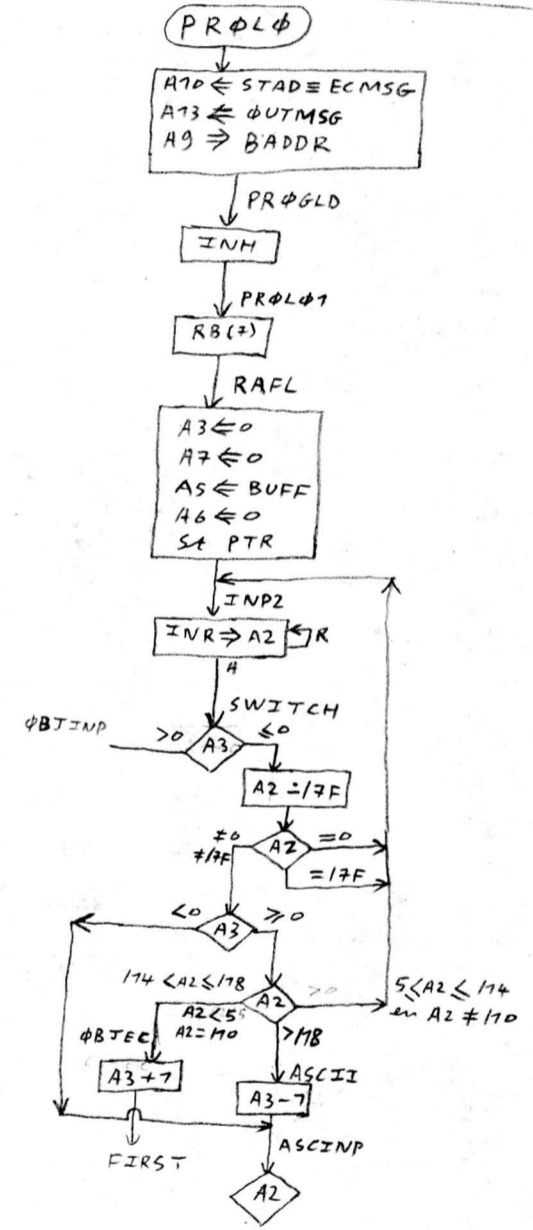 PRØLØ
A10 ⇐ STAD ≡ ECMSG
A13 ⇐ ØUTMSG
A9 ⇒ BADDR
PRØGLD
INH
PRØLØ1
RB(7)
RAFL
A3 ⇐ 0
A7 ⇐ 0
A5 ⇐ BUFF
A6 ⇐ 0
St PTR
INP2
INR ⇒ A2
R
A
SWITCH
ØBJINP
>0
A3
≤0
A2 ∸ /7F
≠0
≠/7F
A2
=0
=/7F
<0
A3
≥0
/14 < A2 ≤ /18
A2 < 5
A2 = /10
A2
>0
5 ≤ A2 ≤ /14
en A2 ≠ /10
>/18
ØBJEC
A3+1
ASCII
A3-1
FIRST
ASCINP
A2